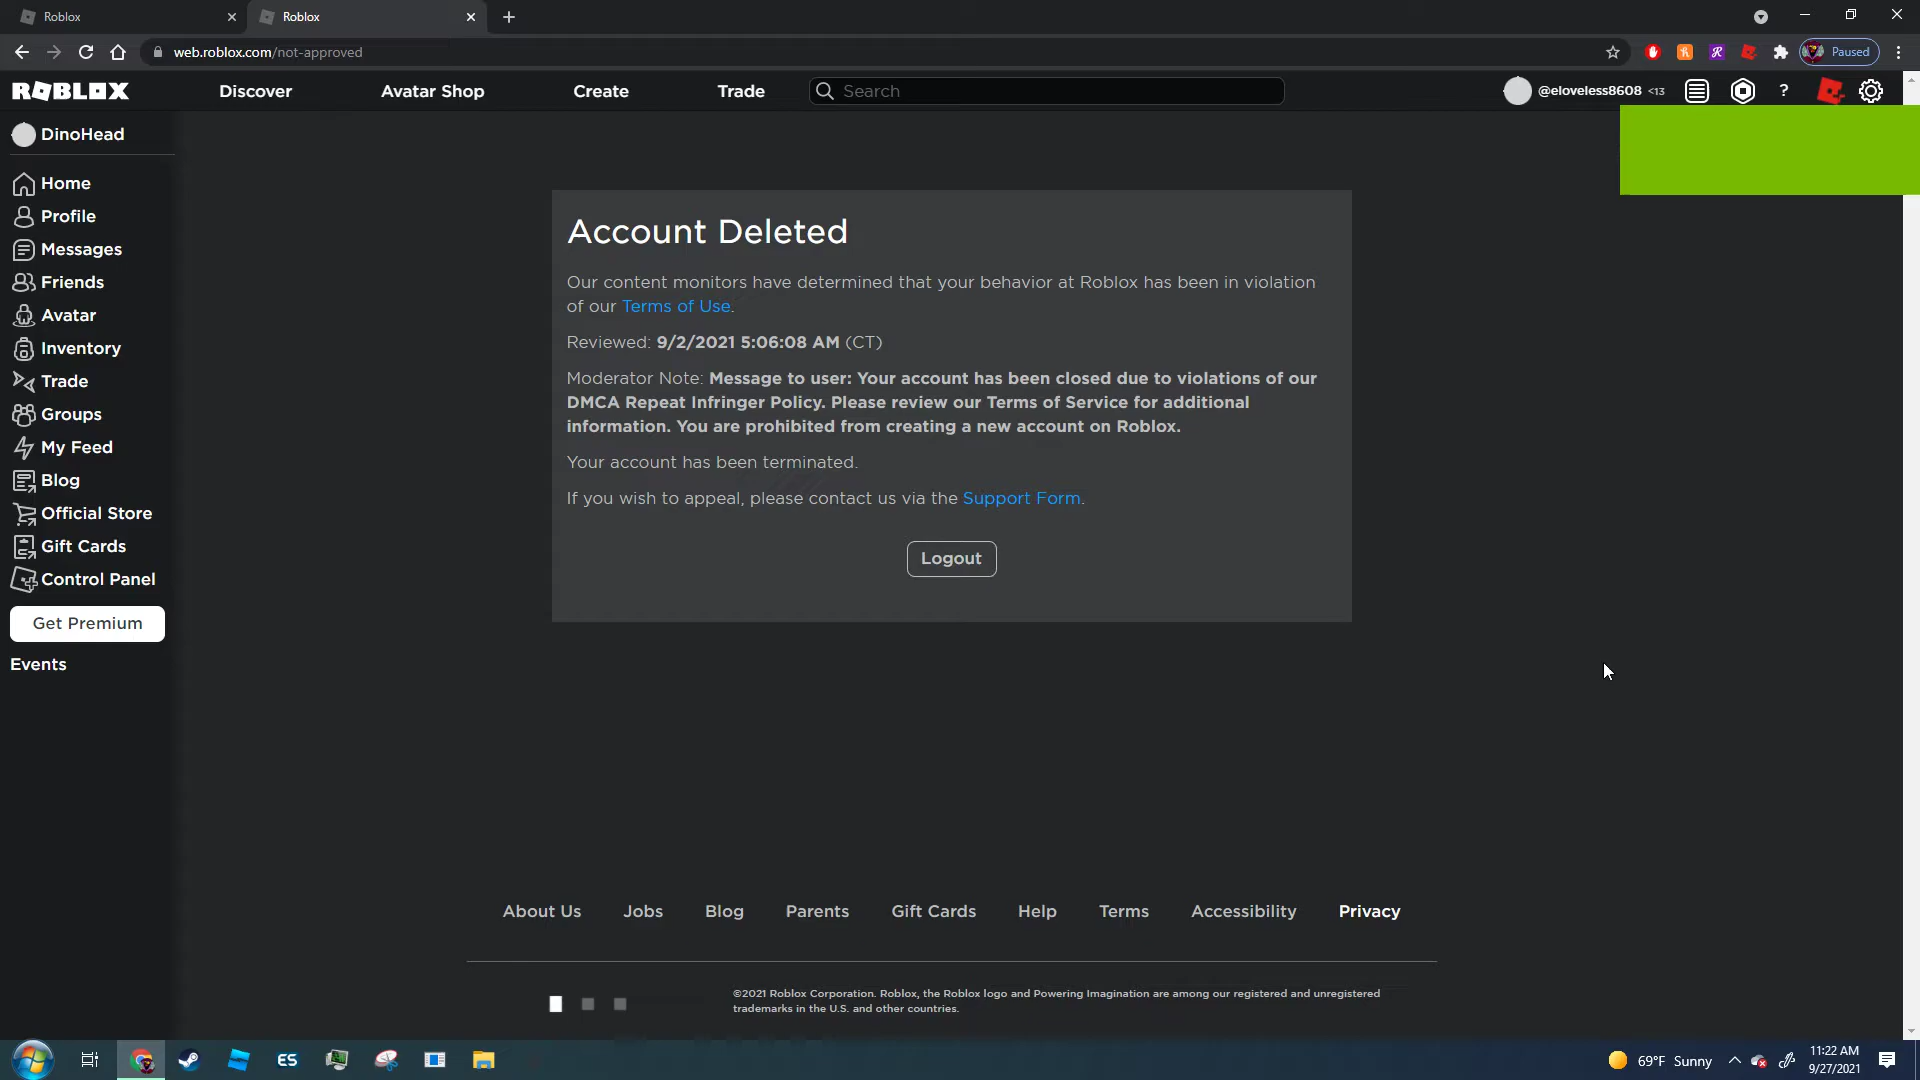 Roblox
Roblox
web.roblox.com/not-approved
Paused
ROBLOX
Discover
Avatar Shop
Create
Trade
Search
@eloveless8608 <13
?
DinoHead
Home
Profile
Messages
Friends
Avatar
Inventory
Trade
Groups
My Feed
Blog
Official Store
Gift Cards
Control Panel
Get Premium
Events
Account Deleted
Our content monitors have determined that your behavior at Roblox has been in violation
of our Terms of Use.
Reviewed: 9/2/2021 5:06:08 AM (CT)
Moderator Note: Message to user: Your account has been closed due to violations of our
DMCA Repeat Infringer Policy. Please review our Terms of Service for additional
information. You are prohibited from creating a new account on Roblox.
Your account has been terminated.
If you wish to appeal, please contact us via the Support Form.
Logout
About Us
Jobs
Blog
Parents
Gift Cards
Help
Terms
Accessibility
Privacy
©2021 Roblox Corporation. Roblox, the Roblox logo and Powering Imagination are among our registered and unregistered
trademarks in the U.S. and other countries.
ES
69°F Sunny
11:22 AM
9/27/2021